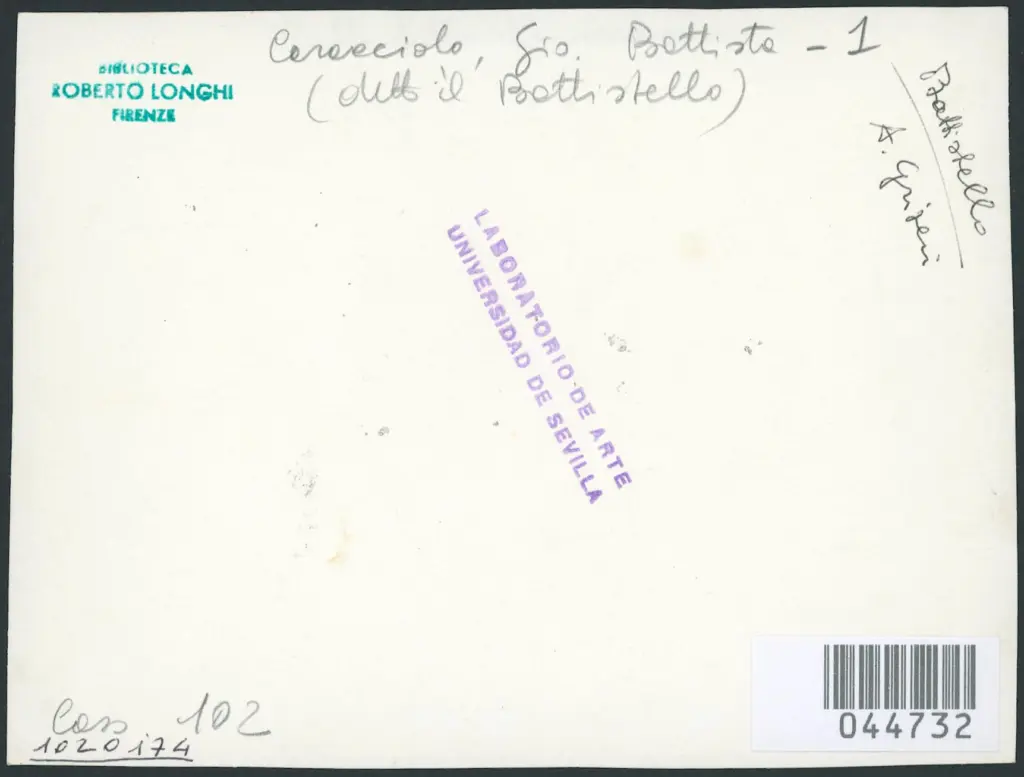 BIBLIOTECA
ROBERTO LONGHI
FIRENZE
Caracciolo, Gio. Battista - 1
(detto il Battistello)
Battistello
A. Griseri
LABORATORIO DE ARTE
UNIVERSIDAD DE SEVILLA
Cass 102
1020174
044732